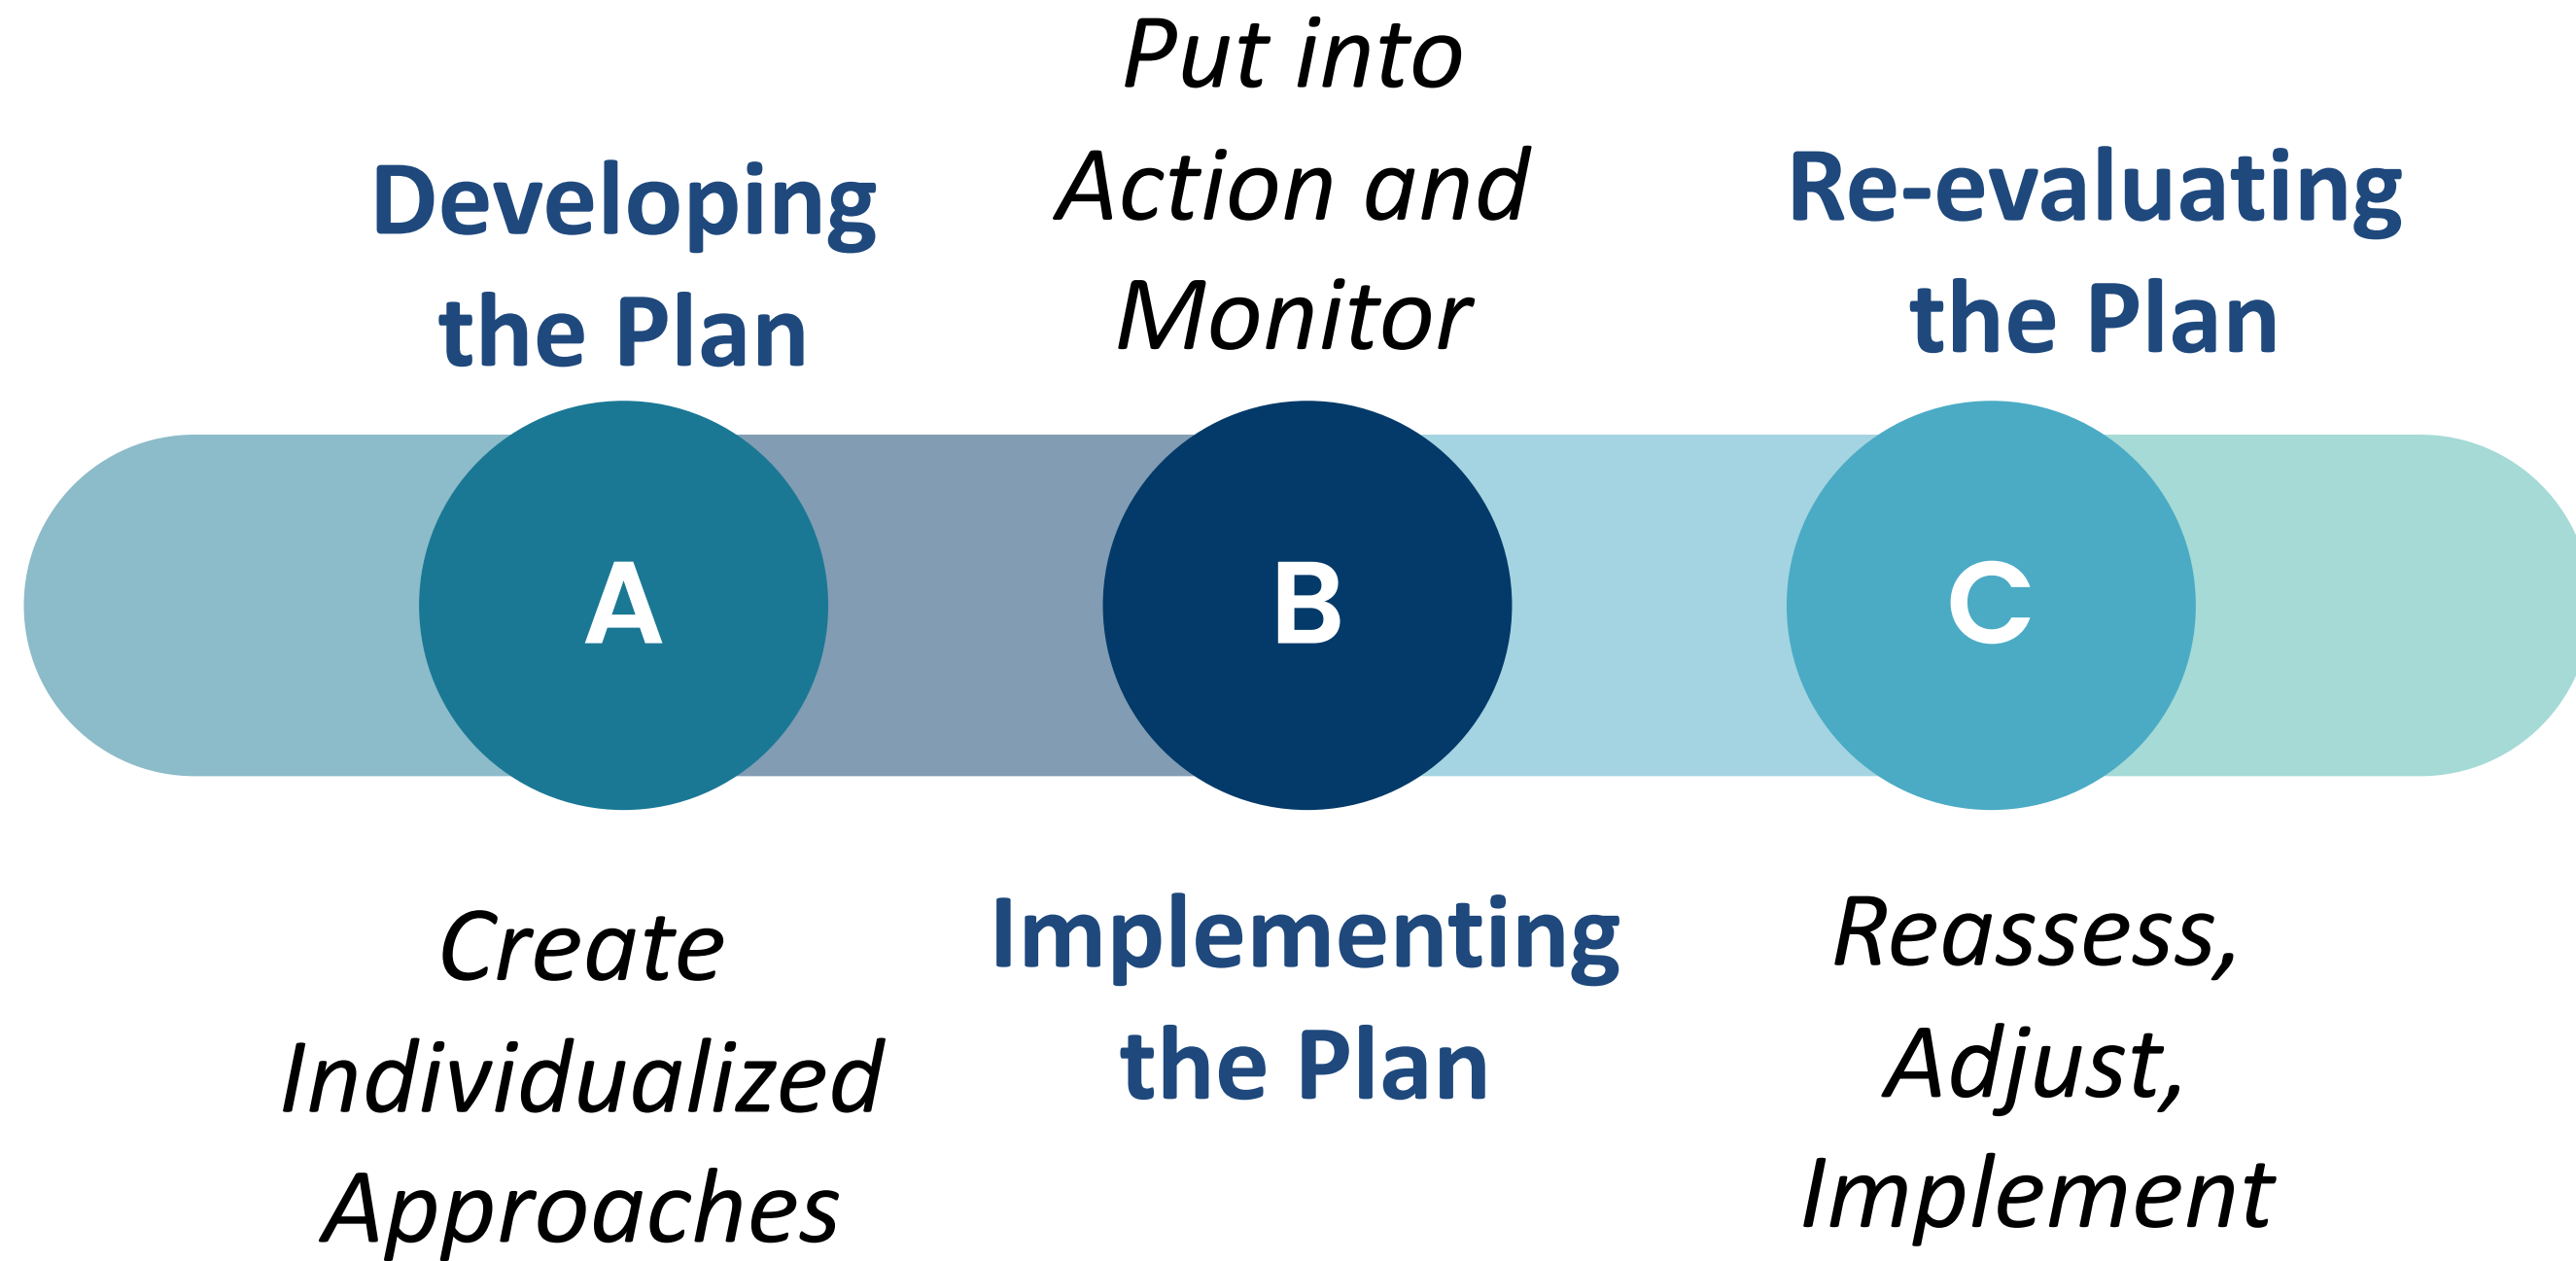 Developing
the Plan
A
Create
Individualized
Approaches
Put into
Action and
Monitor
B
Implementing
the Plan
Re-evaluating
the Plan
C
Reassess,
Adjust,
Implement